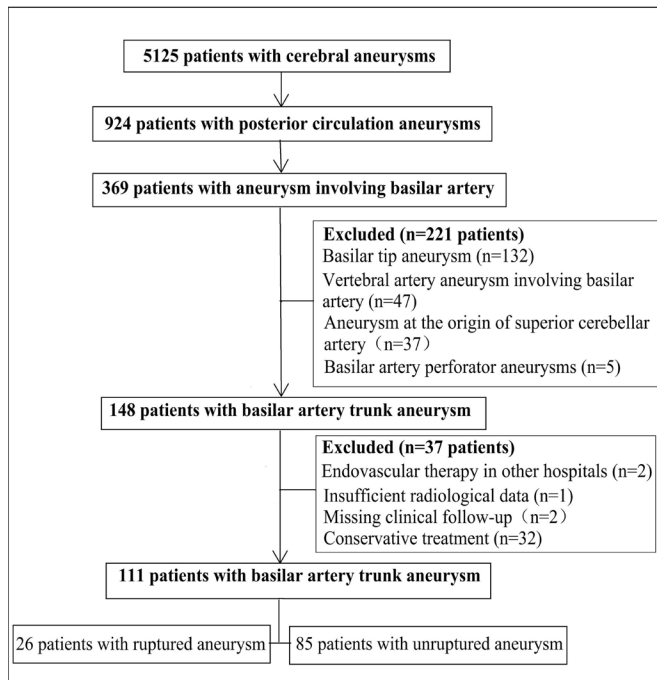 5125 patients with cerebral aneurysms
924 patients with posterior circulation aneurysms
369 patients with aneurysm involving basilar artery
Excluded (n=221 patients)
Basilar tip aneurysm (n=132)
Vertebral artery aneurysm involving basilar
artery (n=47)
Aneurysm at the origin of superior cerebellar
artery（n=37）
Basilar artery perforator aneurysms (n=5)
148 patients with basilar artery trunk aneurysm
Excluded (n=37 patients)
Endovascular therapy in other hospitals (n=2)
Insufficient radiological data (n=1)
Missing clinical follow-up（n=2）
Conservative treatment (n=32)
111 patients with basilar artery trunk aneurysm
26 patients with ruptured aneurysm
85 patients with unruptured aneurysm